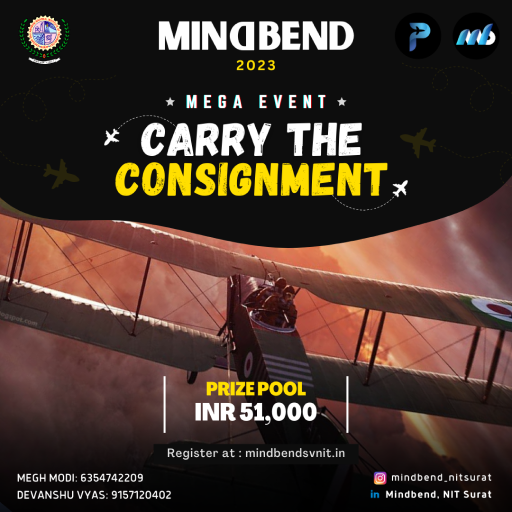 MINDBEND
2023
★ MEGA EVENT ★
CARRY THE
CONSIGNMENT
PRIZE POOL
INR 51,000
Register at : mindbendsvnit.in
MEGH MODI: 6354742209
DEVANSHU VYAS: 9157120402
mindbend_nitsurat
in Mindbend, NIT Surat